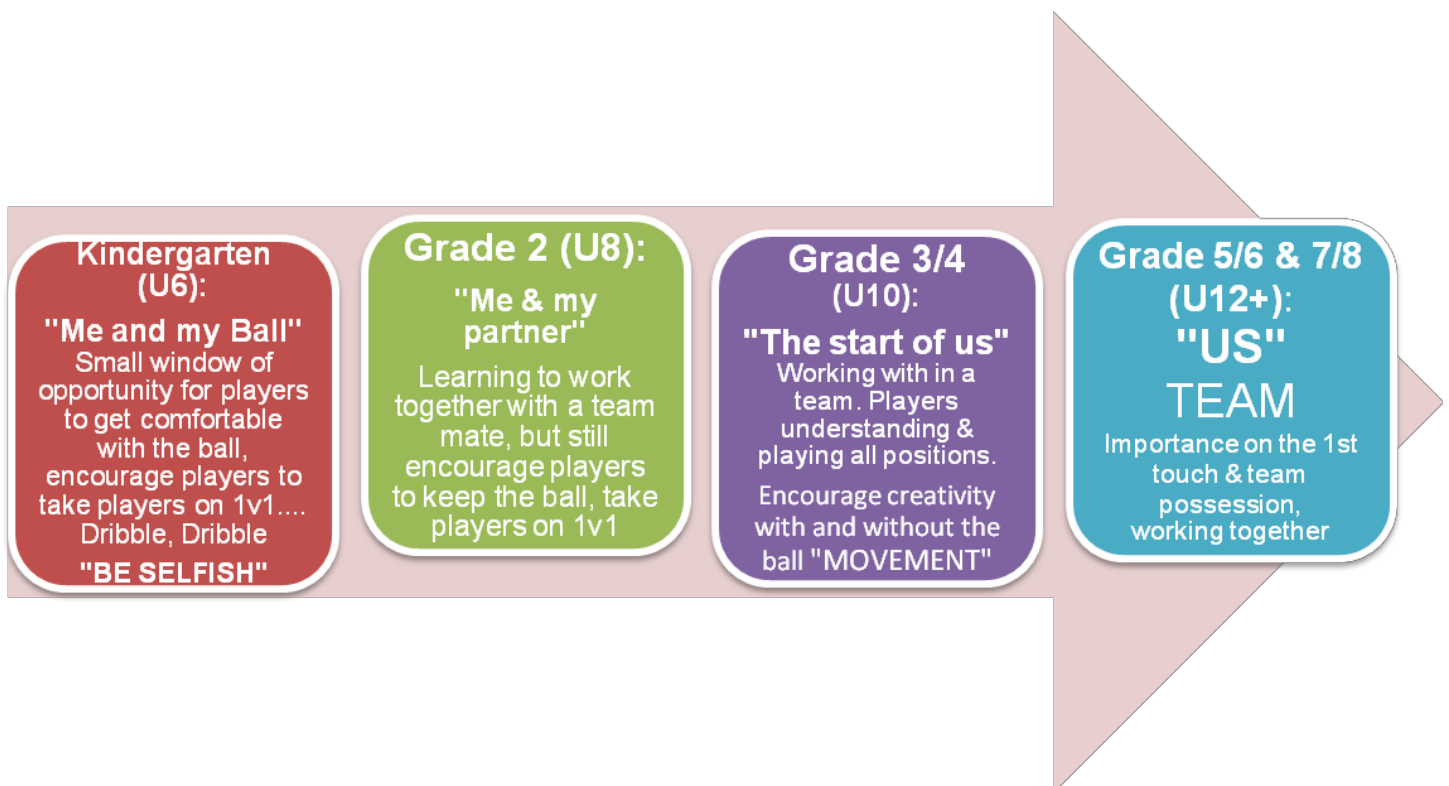 Kindergarten
(U6):
"Me and my Ball"
Small window of
opportunity for players
to get comfortable
with the ball,
encourage players to
take players on 1v1....
Dribble, Dribble
"BE SELFISH"
Grade 2 (U8):
"Me & my
partner"
Learning to work
together with a team
mate, but still
encourage players
to keep the ball, take
players on 1v1
Grade 3/4
(U10):
"The start of us"
Working with in a
team. Players
understanding &
playing all positions.
Encourage creativity
with and without the
ball "MOVEMENT"
Grade 5/6 & 7/8
(U12+):
"US"
TEAM
Importance on the 1st
touch & team
possession,
working together